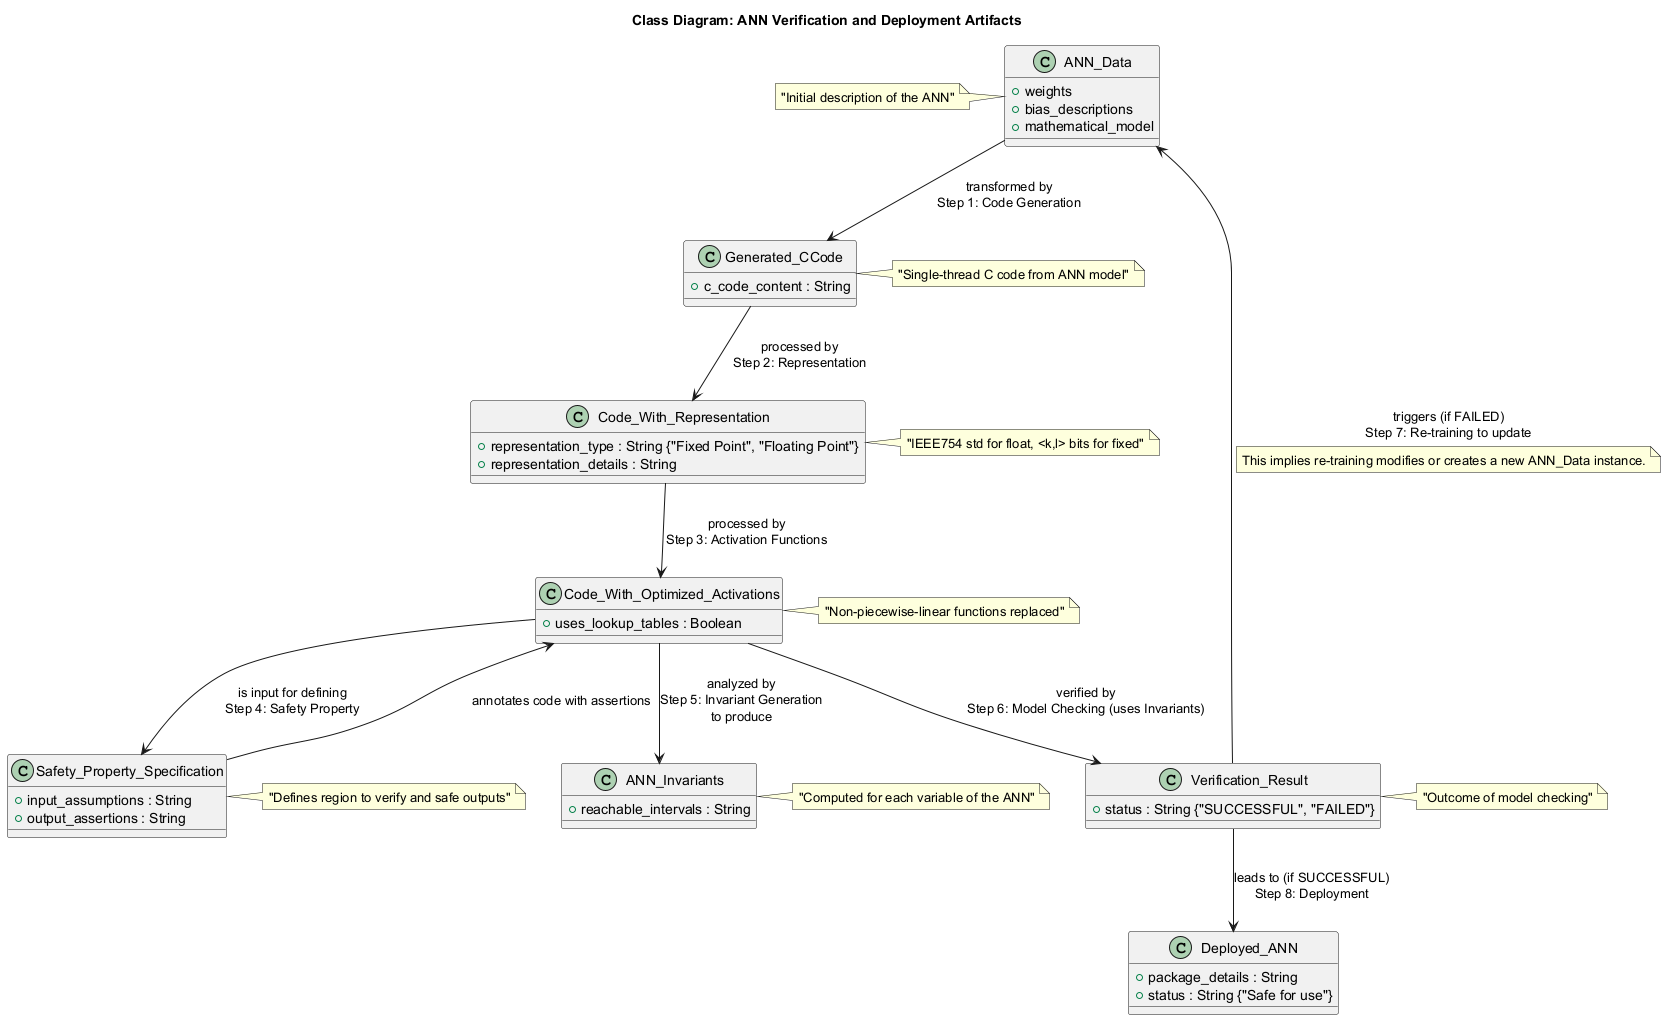 Class Diagram: ANN Verification and Deployment Artifacts
C ANN_Data
weights
bias_descriptions
mathematical_model
"Initial description of the ANN"
transformed by
Step 1: Code Generation
C Generated_CCode
c_code_content : String
"Single-thread C code from ANN model"
processed by
Step 2: Representation
C Code_With_Representation
representation_type : String {"Fixed Point", "Floating Point"}
representation_details : String
"IEEE754 std for float, <k,l> bits for fixed"
triggers (if FAILED)
Step 7: Re-training to update
This implies re-training modifies or creates a new ANN_Data instance.
processed by
Step 3: Activation Functions
C Code_With_Optimized_Activations
uses_lookup_tables : Boolean
"Non-piecewise-linear functions replaced"
is input for defining
Step 4: Safety Property
annotates code with assertions
analyzed by
Step 5: Invariant Generation
to produce
verified by
Step 6: Model Checking (uses Invariants)
C Safety_Property_Specification
input_assumptions : String
output_assertions : String
"Defines region to verify and safe outputs"
C ANN_Invariants
reachable_intervals : String
"Computed for each variable of the ANN"
C Verification_Result
status : String {"SUCCESSFUL", "FAILED"}
"Outcome of model checking"
leads to (if SUCCESSFUL)
Step 8: Deployment
C Deployed_ANN
package_details : String
status : String {"Safe for use"}